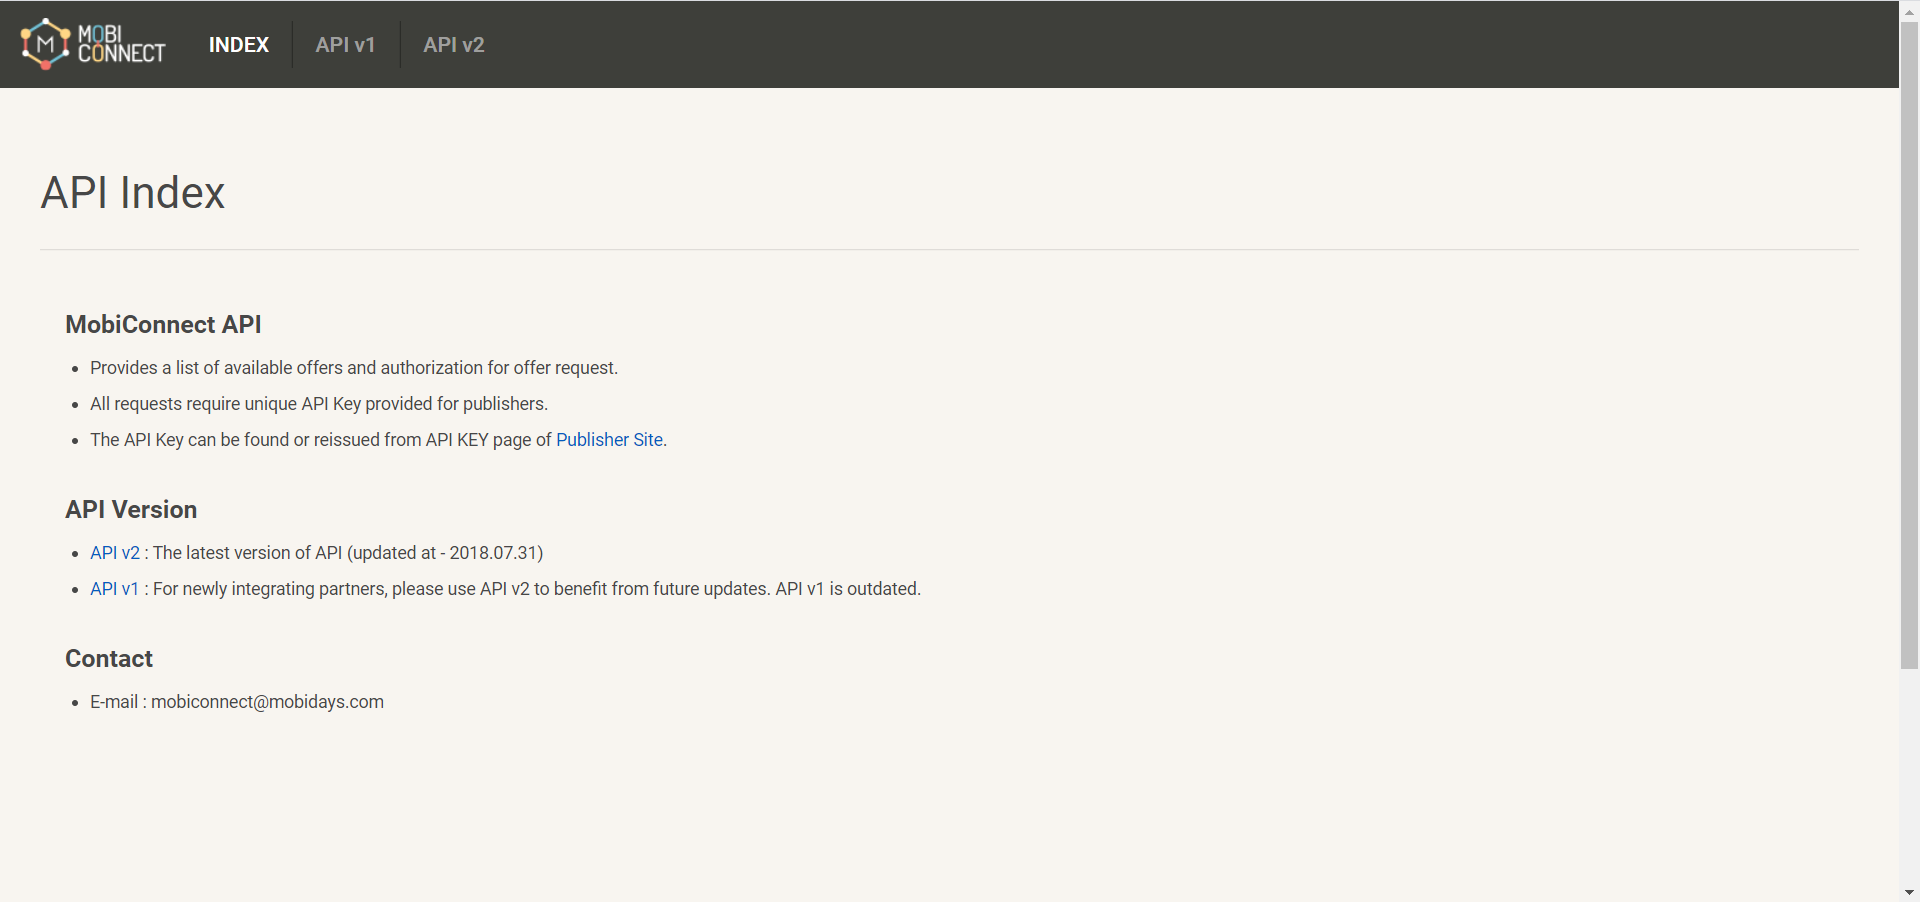 MOBI
CONNECT
M
INDEX
API v1
API v2
API Index
MobiConnect API
Provides a list of available offers and authorization for offer request.
All requests require unique API Key provided for publishers.
The API Key can be found or reissued from API KEY page of Publisher Site.
API Version
API v2 : The latest version of API (updated at - 2018.07.31)
API v1 : For newly integrating partners, please use API v2 to benefit from future updates. API v1 is outdated.
Contact
E-mail : mobiconnect@mobidays.com